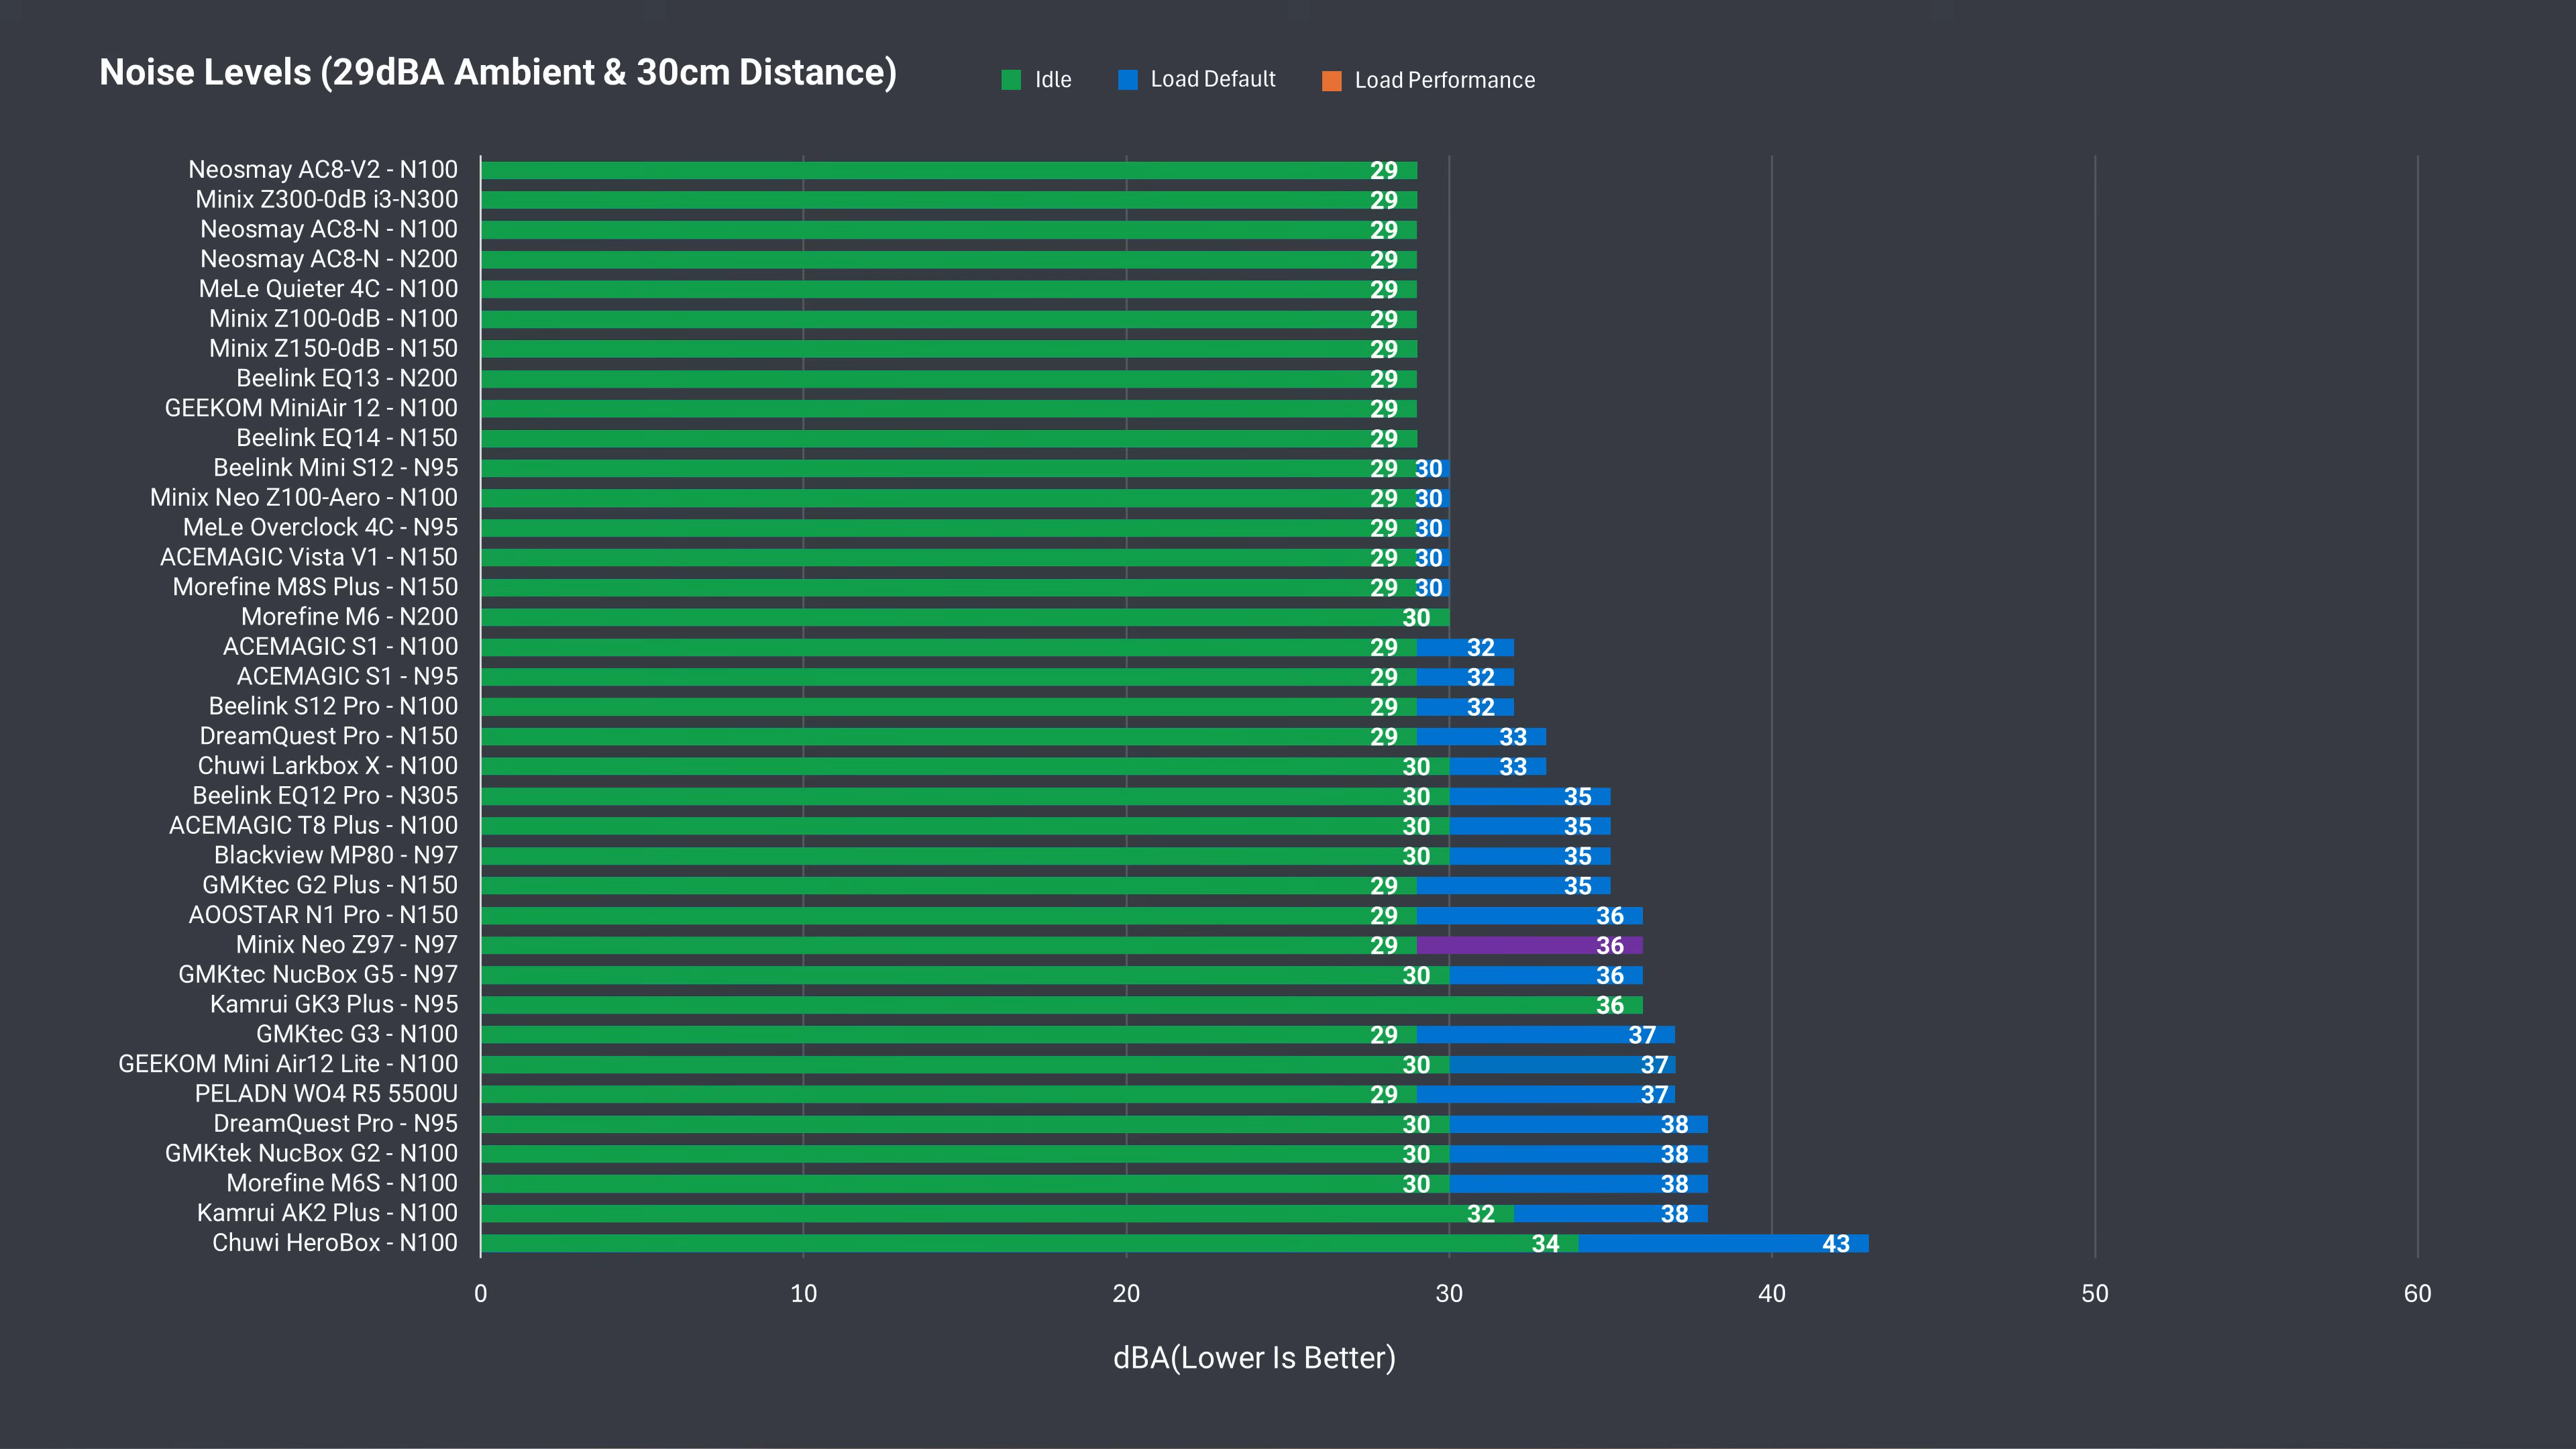 Noise Levels (29dBA Ambient & 30cm Distance)
Idle
Load Default
Load Performance
Neosmay AC8-V2 - N100 29
Minix Z300-0dB i3-N300 29
Neosmay AC8-N - N100 29
Neosmay AC8-N - N200 29
MeLe Quieter 4C - N100 29
Minix Z100-0dB - N100 29
Minix Z150-0dB - N150 29
Beelink EQ13 - N200 29
GEEKOM MiniAir 12 - N100 29
Beelink EQ14 - N150 29
Beelink Mini S12 - N95 29 30
Minix Neo Z100-Aero - N100 29 30
MeLe Overclock 4C - N95 29 30
ACEMAGIC Vista V1 - N150 29 30
Morefine M8S Plus - N150 29 30
Morefine M6 - N200 30
ACEMAGIC S1 - N100 29 32
ACEMAGIC S1 - N95 29 32
Beelink S12 Pro - N100 29 32
DreamQuest Pro - N150 29 33
Chuwi Larkbox X - N100 30 33
Beelink EQ12 Pro - N305 30 35
ACEMAGIC T8 Plus - N100 30 35
Blackview MP80 - N97 30 35
GMKtec G2 Plus - N150 29 35
AOOSTAR N1 Pro - N150 29 36
Minix Neo Z97 - N97 29 36
GMKtec NucBox G5 - N97 30 36
Kamrui GK3 Plus - N95 36
GMKtec G3 - N100 29 37
GEEKOM Mini Air12 Lite - N100 30 37
PELADN WO4 R5 5500U 29 37
DreamQuest Pro - N95 30 38
GMKtek NucBox G2 - N100 30 38
Morefine M6S - N100 30 38
Kamrui AK2 Plus - N100 32 38
Chuwi HeroBox - N100 34 43
0 10 20 30 40 50 60
dBA(Lower Is Better)